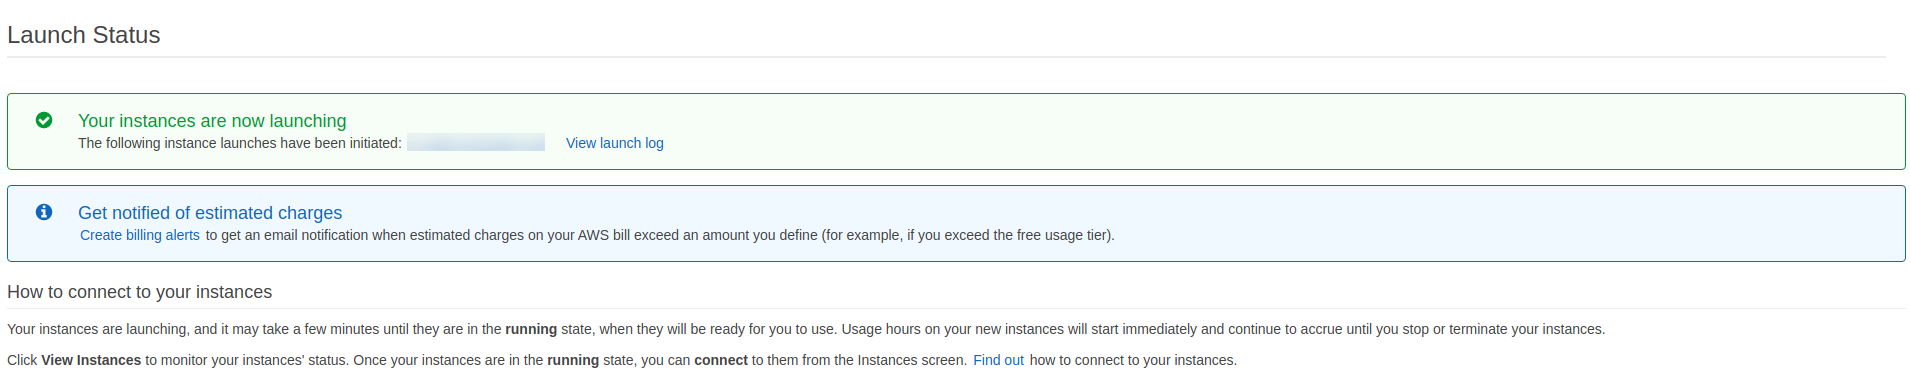 Launch Status
Your instances are now launching
The following instance launches have been initiated: View launch log
Get notified of estimated charges
Create billing alerts to get an email notification when estimated charges on your AWS bill exceed an amount you define (for example, if you exceed the free usage tier).
How to connect to your instances
Your instances are launching, and it may take a few minutes until they are in the running state, when they will be ready for you to use. Usage hours on your new instances will start immediately and continue to accrue until you stop or terminate your instances.
Click View Instances to monitor your instances' status. Once your instances are in the running state, you can connect to them from the Instances screen. Find out how to connect to your instances.